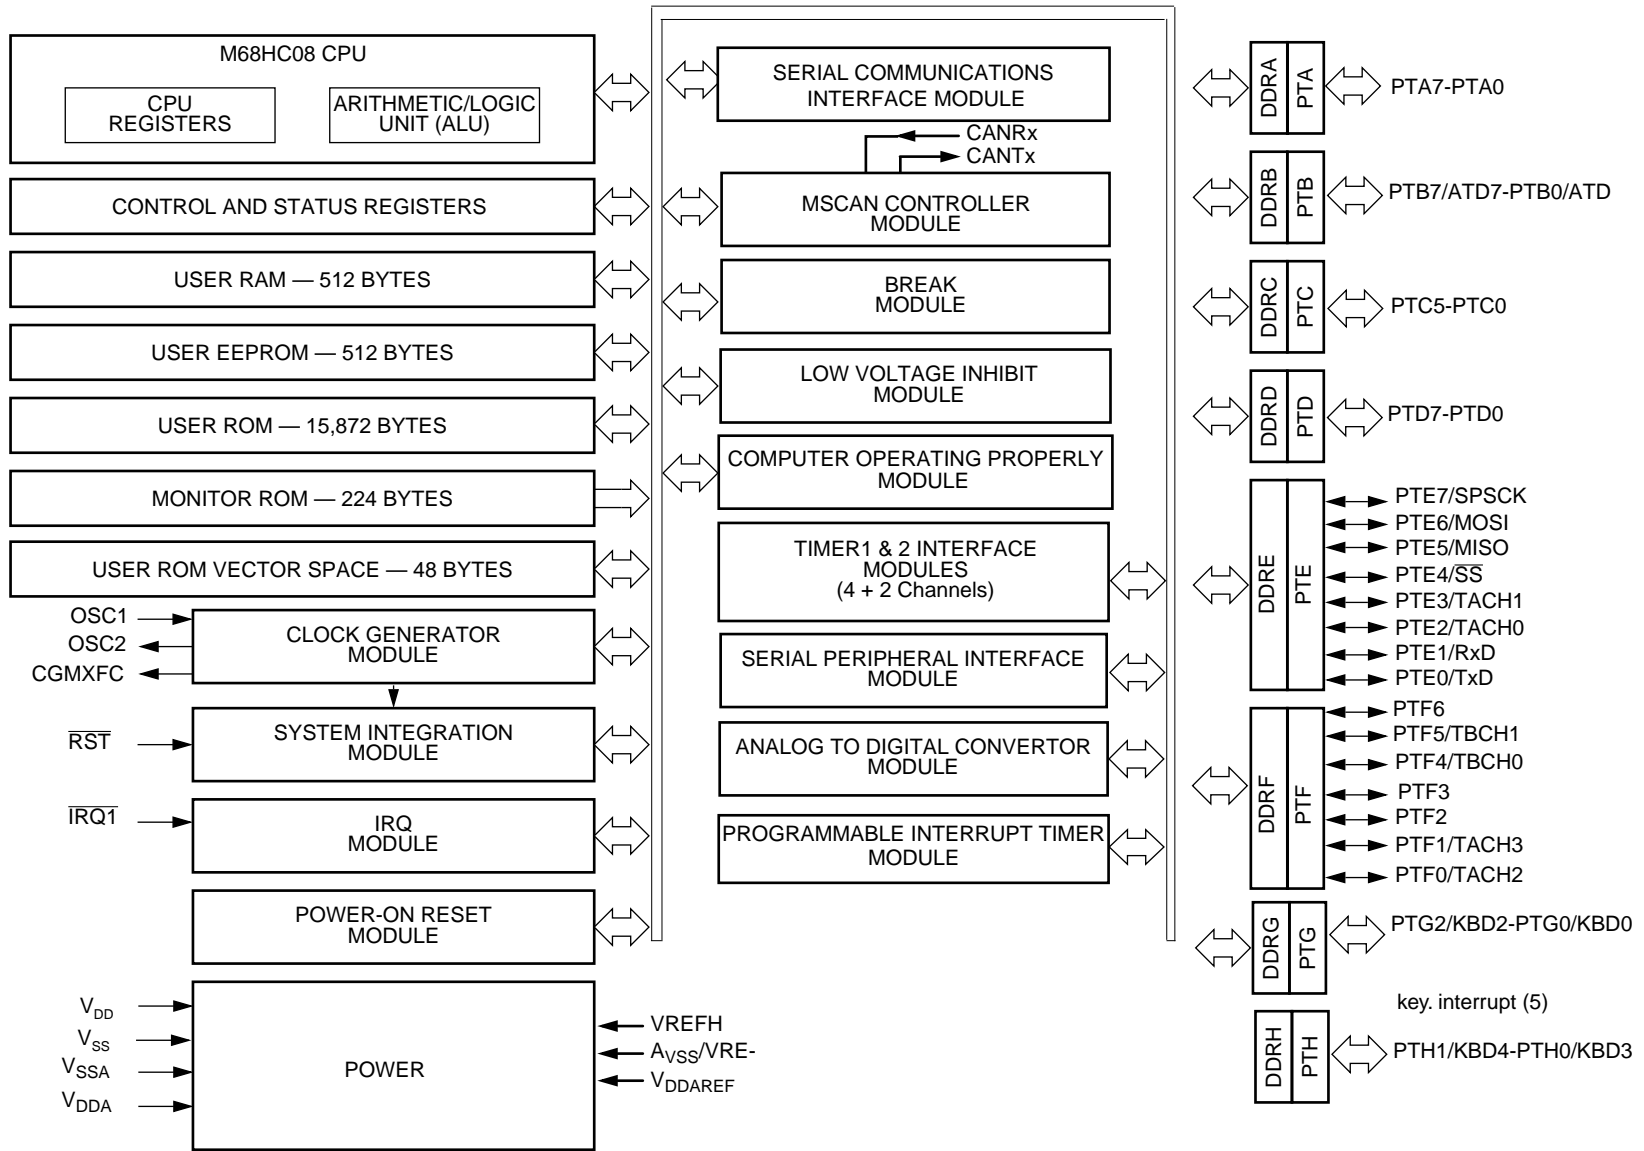 M68HC08 CPU
CPU
REGISTERS
ARITHMETIC/LOGIC
UNIT (ALU)
CONTROL AND STATUS REGISTERS
USER RAM — 512 BYTES
USER EEPROM — 512 BYTES
USER ROM — 15,872 BYTES
MONITOR ROM — 224 BYTES
USER ROM VECTOR SPACE — 48 BYTES
OSC1
OSC2
CGMXFC
CLOCK GENERATOR
MODULE
RST
SYSTEM INTEGRATION
MODULE
IRQ1
IRQ
MODULE
POWER-ON RESET
MODULE
VDD
VSS
VSSA
VDDA
POWER
VREFH
AVSS/VRE-
VDDAREF
SERIAL COMMUNICATIONS
INTERFACE MODULE
CANRx
CANTx
MSCAN CONTROLLER
MODULE
BREAK
MODULE
LOW VOLTAGE INHIBIT
MODULE
COMPUTER OPERATING PROPERLY
MODULE
TIMER1 & 2 INTERFACE
MODULES
(4 + 2 Channels)
SERIAL PERIPHERAL INTERFACE
MODULE
ANALOG TO DIGITAL CONVERTOR
MODULE
PROGRAMMABLE INTERRUPT TIMER
MODULE
DDRA
PTA
PTA7-PTA0
DDRB
PTB
PTB7/ATD7-PTB0/ATD
DDRC
PTC
PTC5-PTC0
DDRD
PTD
PTD7-PTD0
DDRE
PTE
PTE7/SPSCK
PTE6/MOSI
PTE5/MISO
PTE4/SS
PTE3/TACH1
PTE2/TACH0
PTE1/RxD
PTE0/TxD
DDRF
PTF
PTF6
PTF5/TBCH1
PTF4/TBCH0
PTF3
PTF2
PTF1/TACH3
PTF0/TACH2
DDRG
PTG
PTG2/KBD2-PTG0/KBD0
key. interrupt (5)
DDRH
PTH
PTH1/KBD4-PTH0/KBD3